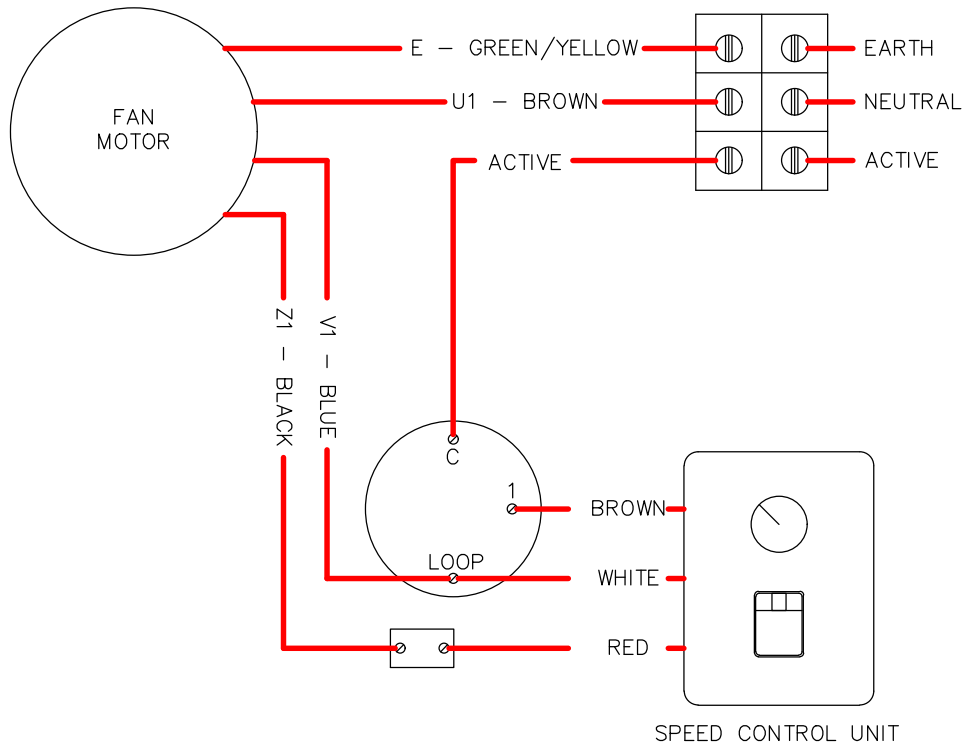 E - GREEN/YELLOW
EARTH
U1 - BROWN
NEUTRAL
FAN
MOTOR
ACTIVE
ACTIVE
Z1 - BLACK
V1 - BLUE
C
1
BROWN
LOOP
WHITE
RED
SPEED CONTROL UNIT